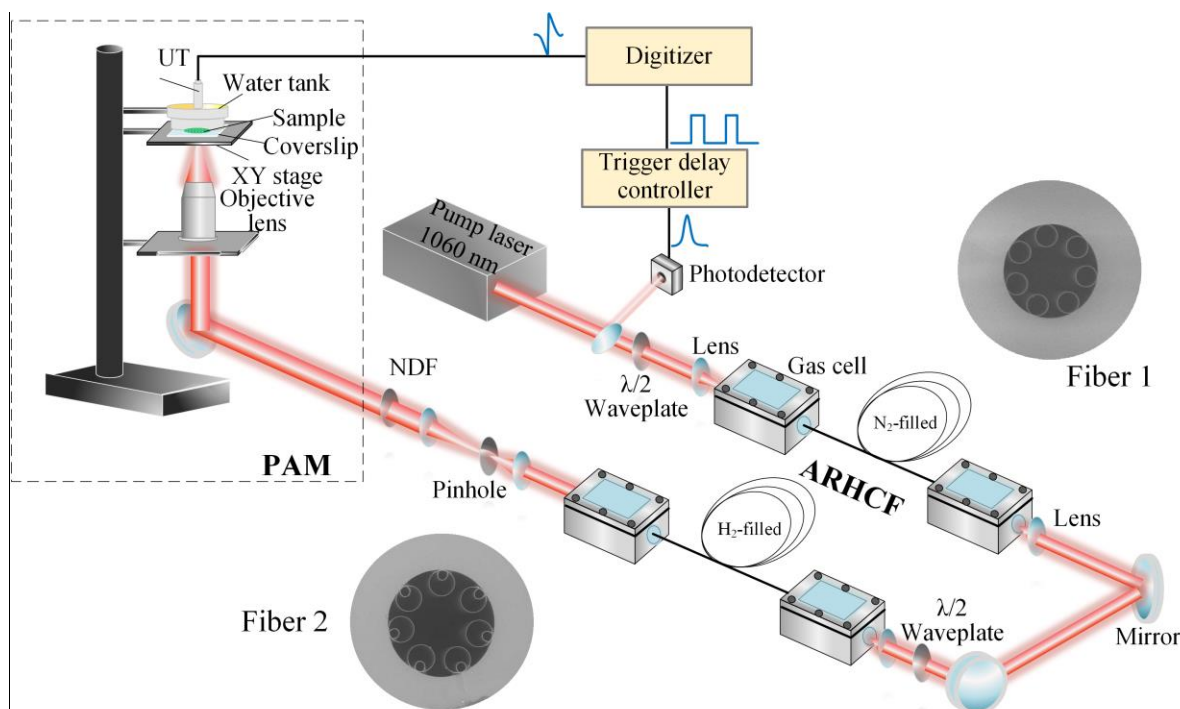 UT
Water tank
Sample
Coverslip
XY stage
Objective
lens
Digitizer
Trigger delay
controller
Pump laser
1060 nm
Photodetector
Fiber 1
Lens
Gas cell
λ/2
Waveplate
N₂-filled
ARHCF
NDF
PAM
Pinhole
H₂-filled
Lens
Mirror
λ/2
Waveplate
Fiber 2